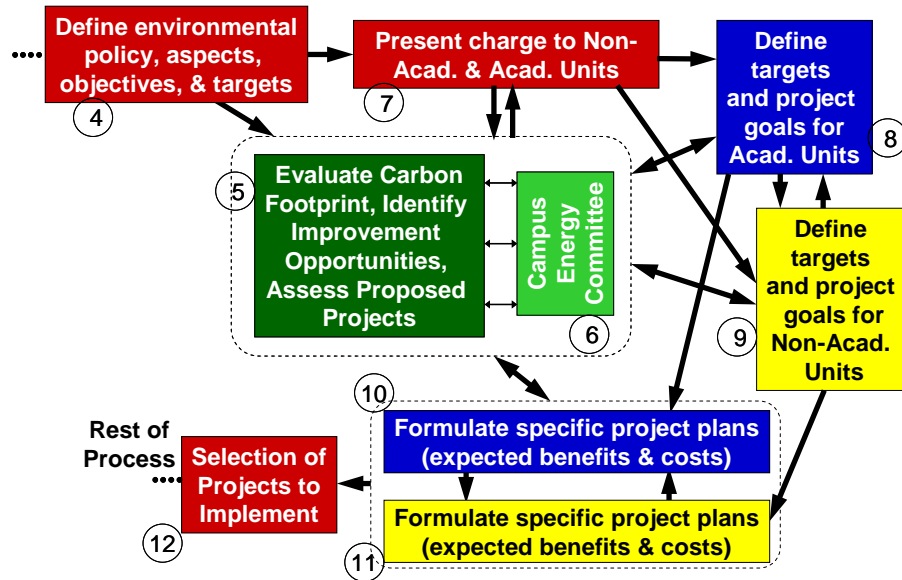 Define environmental
policy, aspects,
objectives, & targets
4
Present charge to Non-
Acad. & Acad. Units
7
Define
targets
and project
goals for
Acad. Units
8
5
Evaluate Carbon
Footprint, Identify
Improvement
Opportunities,
Assess Proposed
Projects
Campus
Energy
Committee
6
Define
targets
and project
goals for
Non-Acad.
Units
9
10
Formulate specific project plans
(expected benefits & costs)
Formulate specific project plans
(expected benefits & costs)
11
Rest of
Process
Selection of
Projects to
Implement
12